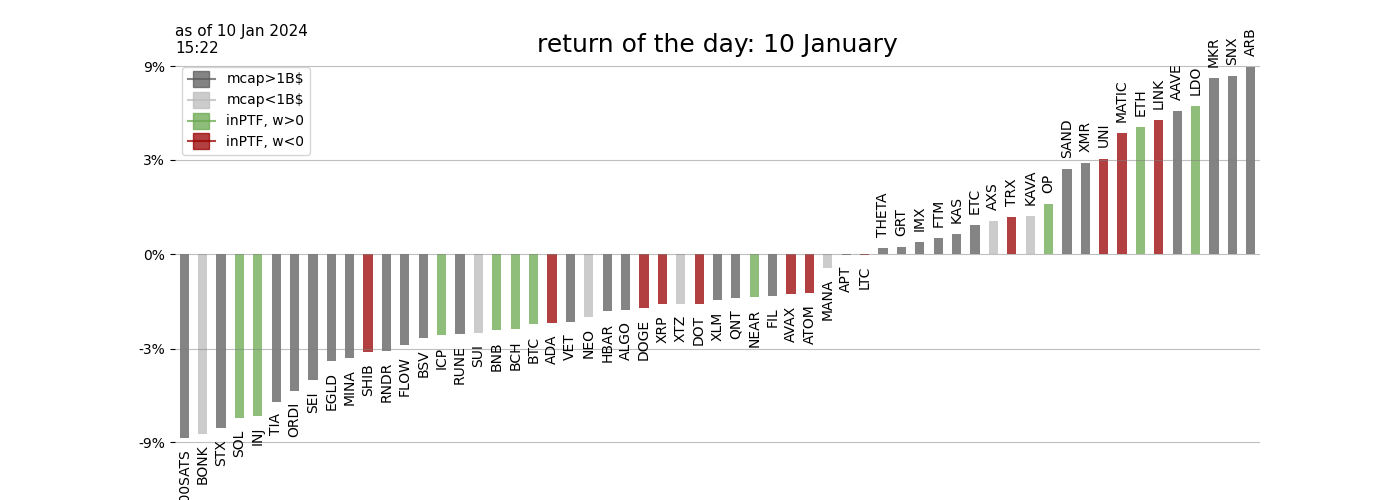 as of 10 Jan 2024
15:22
return of the day: 10 January
9%
3%
0%
-3%
-9%
mcap>1B$
mcap<1B$
inPTF, w>0
inPTF, w<0
BONK
STX
SOL
INJ
TIA
ORDI
SEI
EGLD
MINA
SHIB
RNDR
FLOW
BSV
ICP
RUNE
SUI
BNB
BCH
BTC
ADA
VET
NEO
HBAR
ALGO
DOGE
XRP
XTZ
DOT
XLM
QNT
NEAR
FIL
AVAX
ATOM
MANA
APT
LTC
THETA
GRT
IMX
FTM
KAS
ETC
AXS
TRX
KAVA
OP
SAND
XMR
UNI
MATIC
ETH
LINK
AAVE
LDO
MKR
SNX
ARB